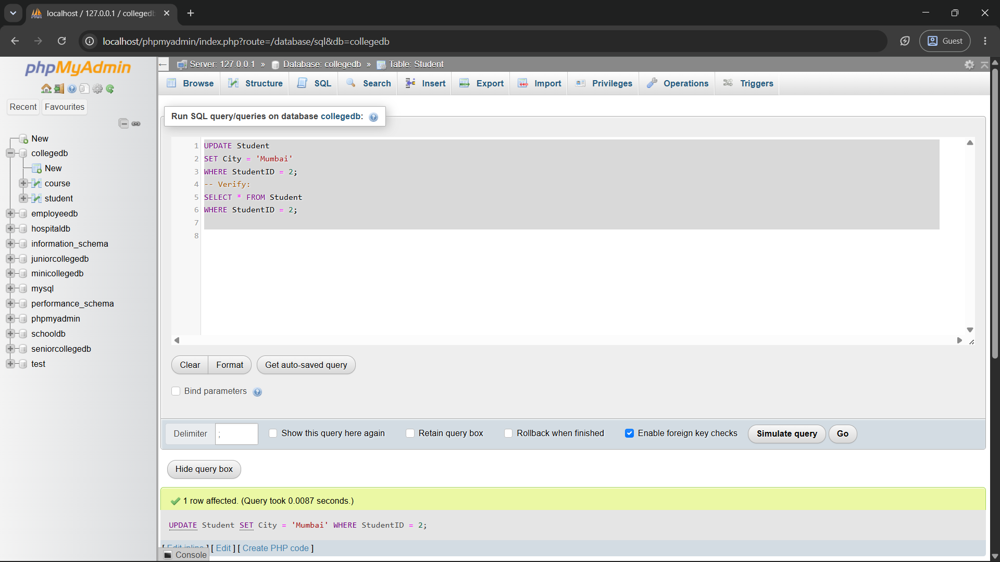 localhost / 127.0.0.1 / collegedb
localhost/phpmyadmin/index.php?route=/database/sql&db=collegedb
Guest
phpMyAdmin
Recent
Favourites
New
collegedb
New
course
student
employeedb
hospitaldb
information_schema
juniorcollegedb
minicollegedb
mysql
performance_schema
phpmyadmin
schooldb
seniorcollegedb
test
Server: 127.0.0.1 » Database: collegedb » Table: Student
Browse Structure SQL Search Insert Export Import Privileges Operations Triggers
Run SQL query/queries on database collegedb:
1 UPDATE Student
2 SET City = 'Mumbai'
3 WHERE StudentID = 2;
4 -- Verify:
5 SELECT * FROM Student
6 WHERE StudentID = 2;
7
8
Clear Format Get auto-saved query
Bind parameters
Delimiter ; Show this query here again Retain query box Rollback when finished Enable foreign key checks Simulate query Go
Hide query box
1 row affected. (Query took 0.0087 seconds.)
UPDATE Student SET City = 'Mumbai' WHERE StudentID = 2;
[ Edit inline ] [ Edit ] [ Create PHP code ]
Console